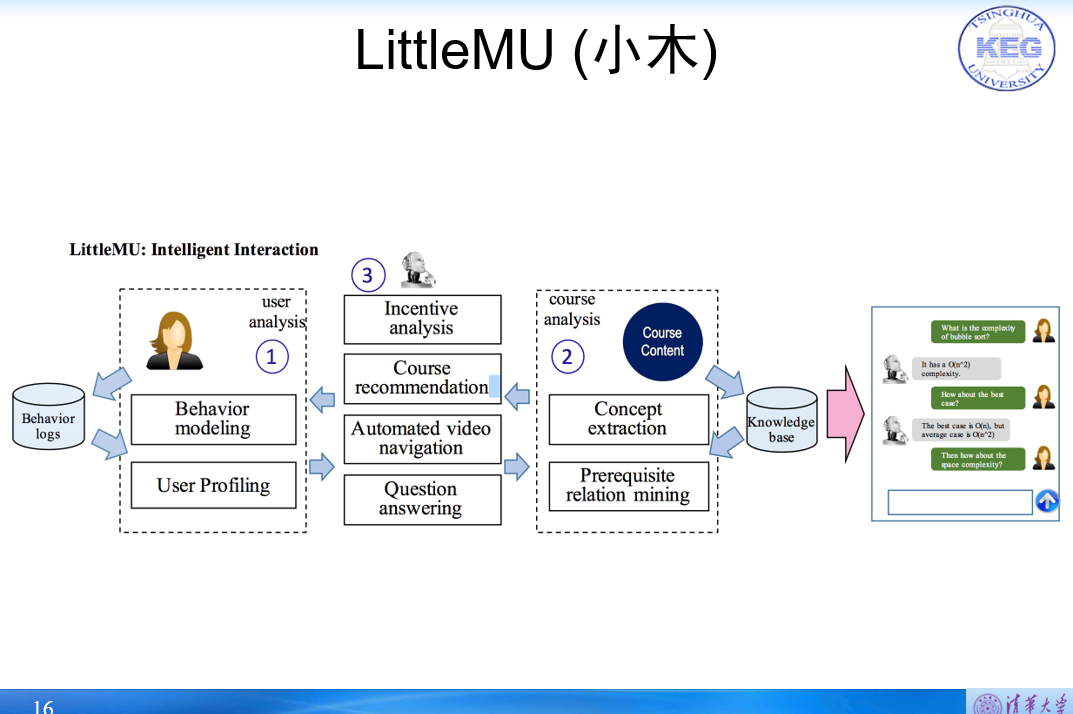 LittleMU (小木)
TSINGHUA
KEG
UNIVERSITY
LittleMU: Intelligent Interaction
user
analysis
1
Behavior
logs
Behavior
modeling
User Profiling
3
Incentive
analysis
Course
recommendation
Automated video
navigation
Question
answering
course
analysis
2
Course
Content
Concept
extraction
Prerequisite
relation mining
Knowledge
base
What is the complexity
of bubble sort?
It has a O(n^2)
complexity.
How about the best
case?
The best case is O(n), but
average case is O(n^2)
Then how about the
space complexity?
16
清华大学